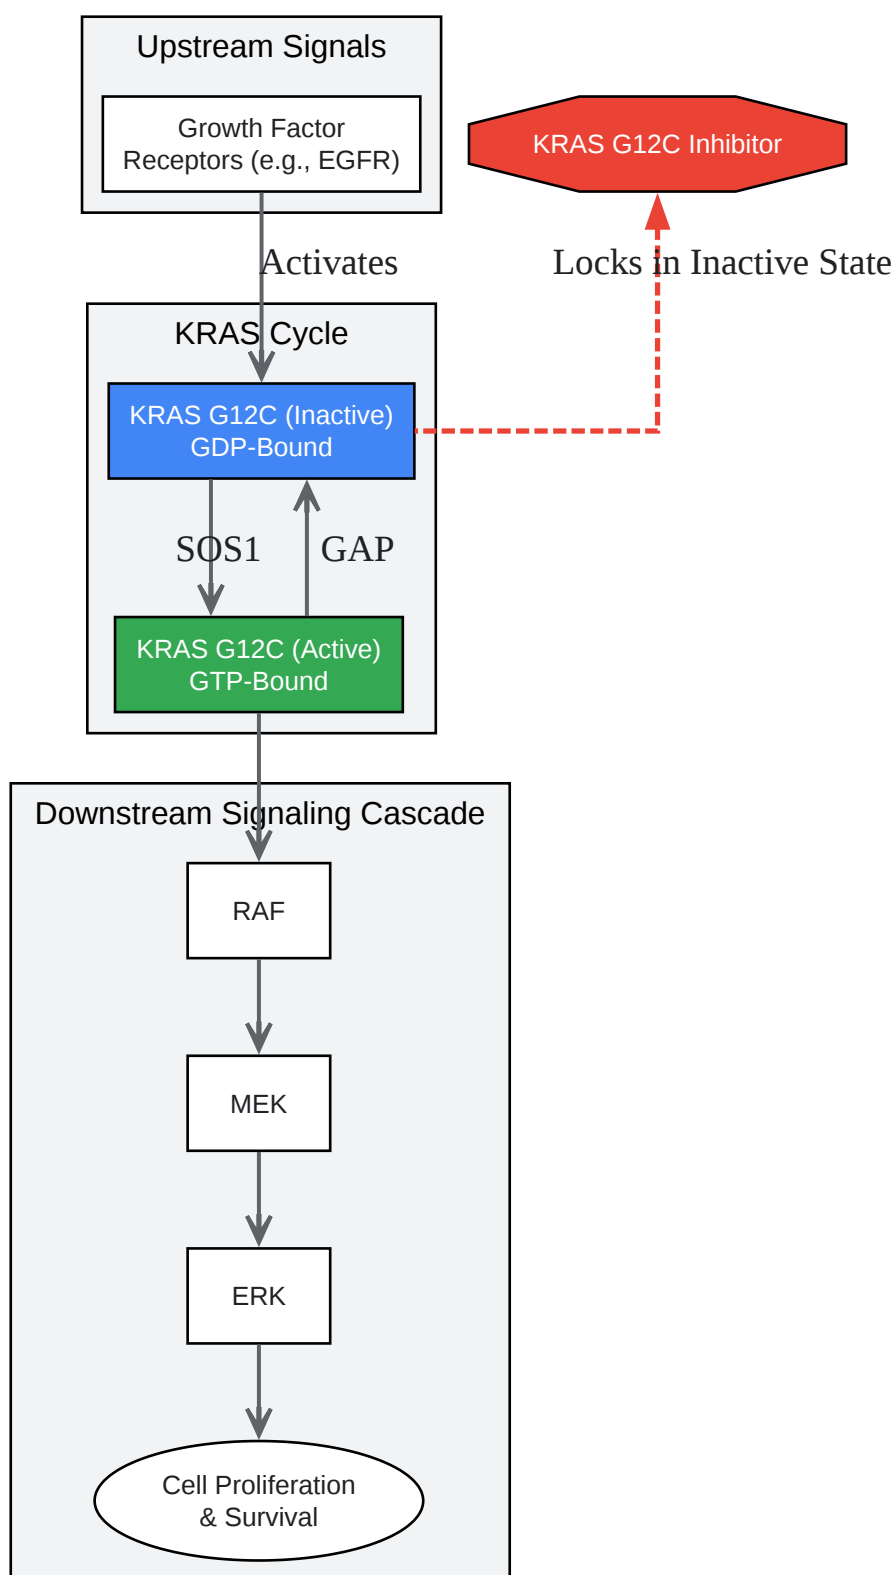 Upstream Signals
Growth Factor
Receptors (e.g., EGFR)
KRAS G12C Inhibitor
Activates
Locks in Inactive State
KRAS Cycle
KRAS G12C (Inactive)
GDP-Bound
SOS1
GAP
KRAS G12C (Active)
GTP-Bound
Downstream Signaling Cascade
RAF
MEK
ERK
Cell Proliferation
& Survival